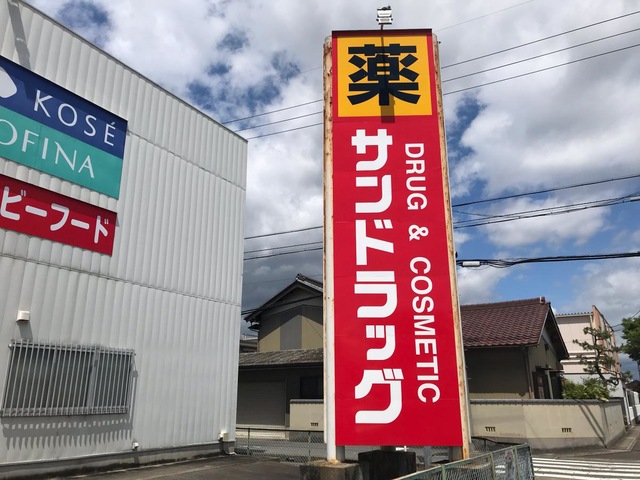 薬
サンドラッグ
DRUG & COSMETIC
KOSÉ
OFINA
ビーフード